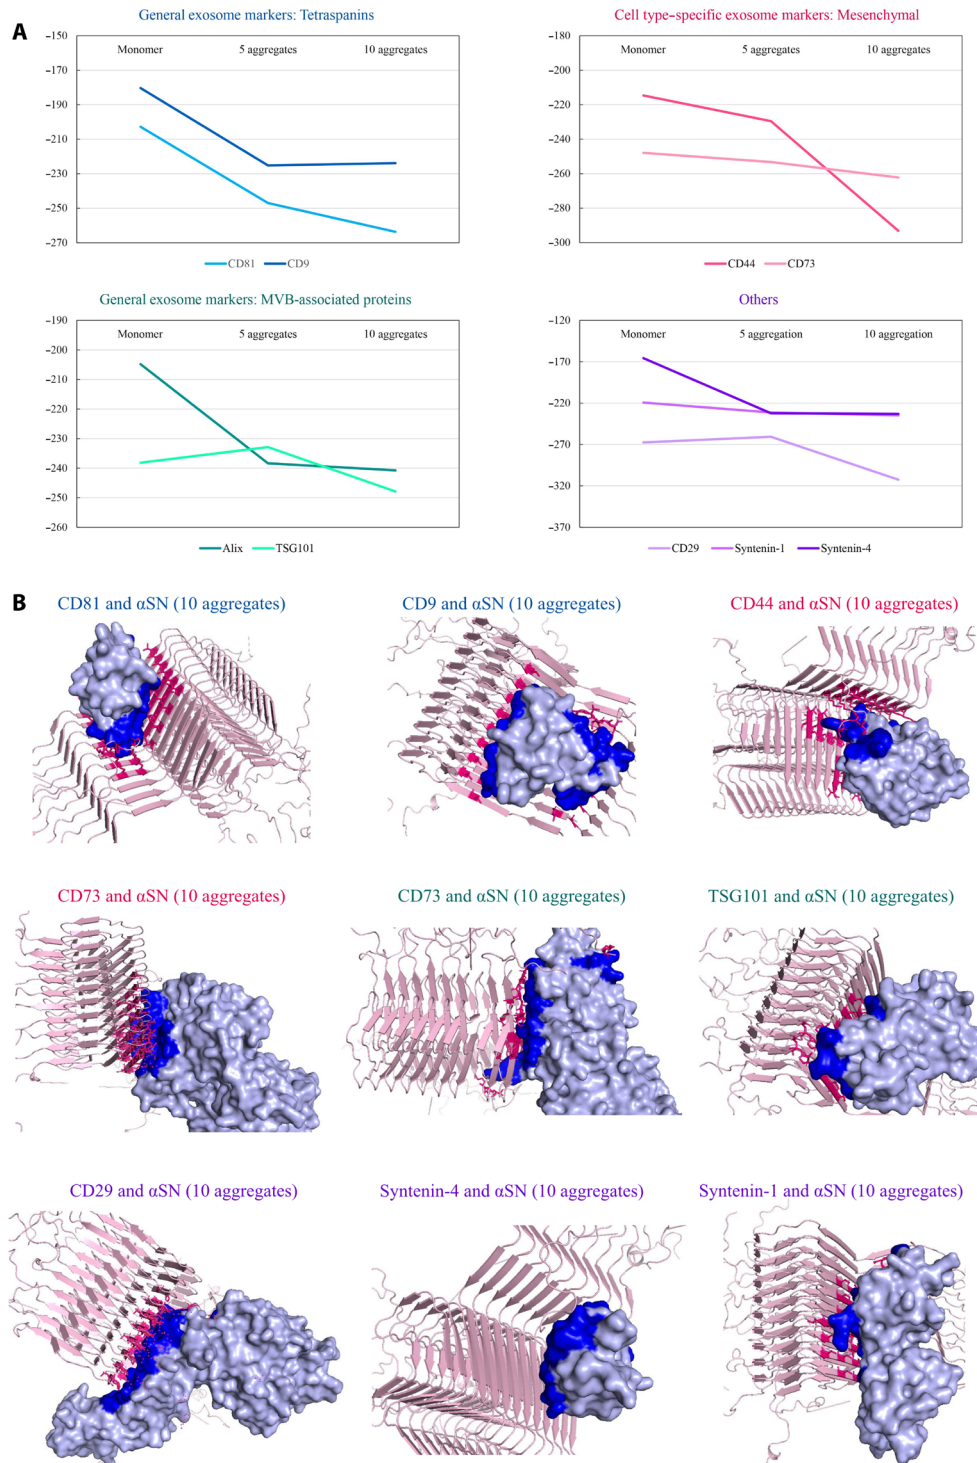 A
General exosome markers: Tetraspanins
–150
–170
–190
–210
–230
–250
–270
Monomer
5 aggregates
10 aggregates
CD81
CD9
Cell type–specific exosome markers: Mesenchymal
–180
–200
–220
–240
–260
–280
–300
Monomer
5 aggregates
10 aggregates
CD44
CD73
General exosome markers: MVB-associated proteins
–190
–200
–210
–220
–230
–240
–250
–260
Monomer
5 aggregates
10 aggregates
Alix
TSG101
Others
–120
–170
–220
–270
–320
–370
Monomer
5 aggregation
10 aggregation
CD29
Syntenin-1
Syntenin-4
B
CD81 and αSN (10 aggregates)
CD9 and αSN (10 aggregates)
CD44 and αSN (10 aggregates)
CD73 and αSN (10 aggregates)
CD73 and αSN (10 aggregates)
TSG101 and αSN (10 aggregates)
CD29 and αSN (10 aggregates)
Syntenin-4 and αSN (10 aggregates)
Syntenin-1 and αSN (10 aggregates)